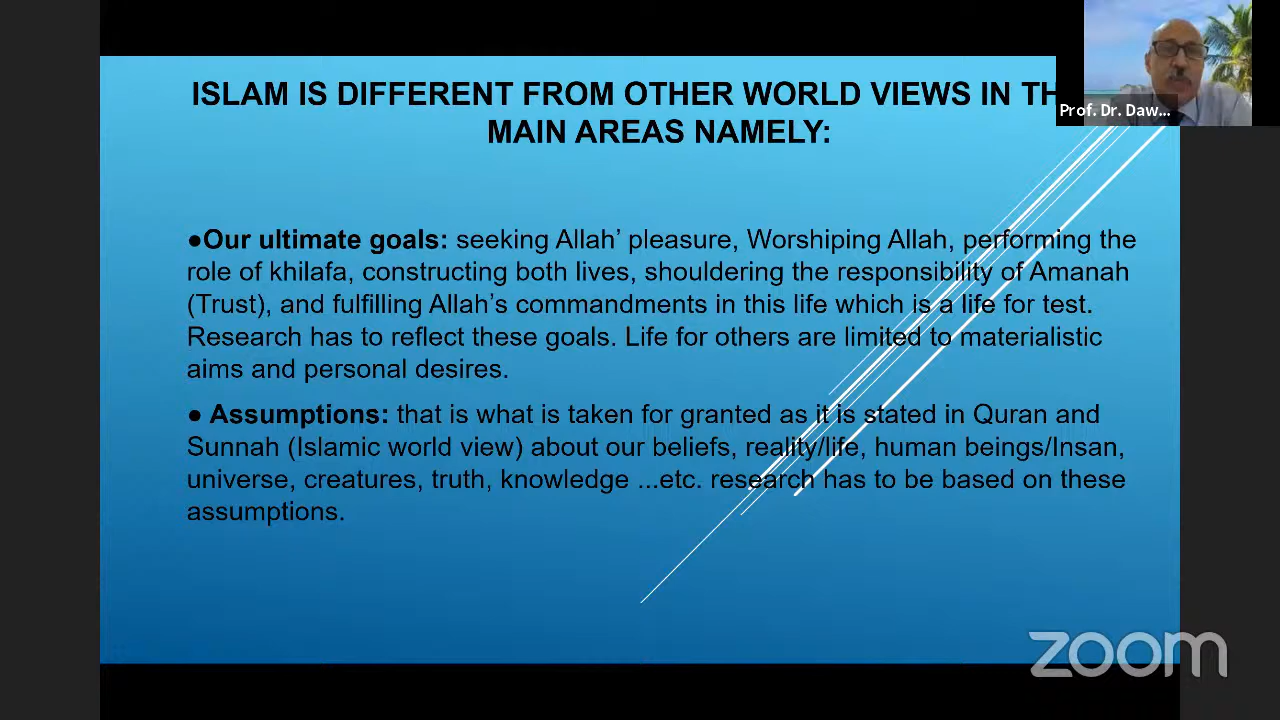 ISLAM IS DIFFERENT FROM OTHER WORLD VIEWS IN TH
MAIN AREAS NAMELY:
Prof. Dr. Daw...
●Our ultimate goals: seeking Allah’ pleasure, Worshiping Allah, performing the
role of khilafa, constructing both lives, shouldering the responsibility of Amanah
(Trust), and fulfilling Allah’s commandments in this life which is a life for test.
Research has to reflect these goals. Life for others are limited to materialistic
aims and personal desires.
● Assumptions: that is what is taken for granted as it is stated in Quran and
Sunnah (Islamic world view) about our beliefs, reality/life, human beings/Insan,
universe, creatures, truth, knowledge ...etc. research has to be based on these
assumptions.
zoom